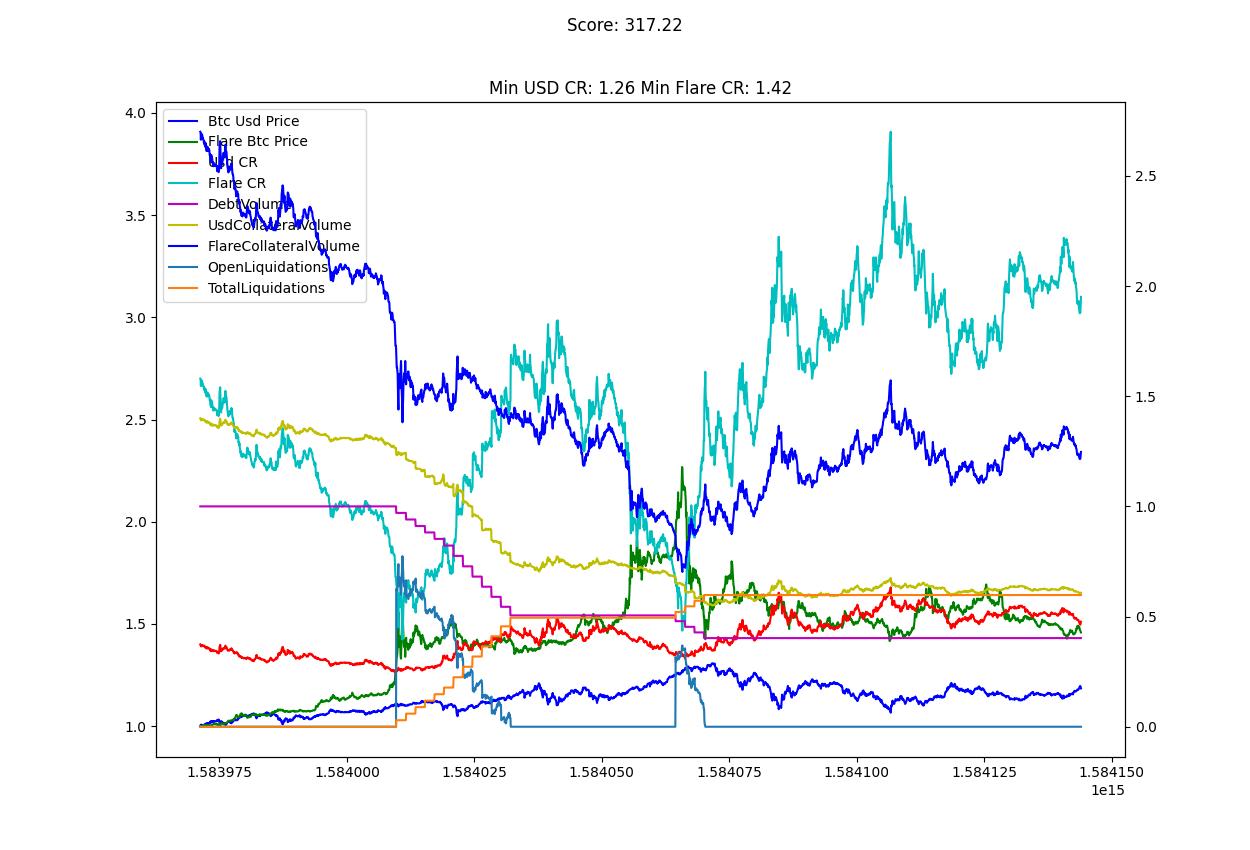 Score: 317.22
Min USD CR: 1.26 Min Flare CR: 1.42
4.0
3.5
3.0
2.5
2.0
1.5
1.0
Btc Usd Price
Flare Btc Price
Usd CR
Flare CR
DebtVolume
UsdCollateralVolume
FlareCollateralVolume
OpenLiquidations
TotalLiquidations
2.5
2.0
1.5
1.0
0.5
0.0
1.583975 1.584000 1.584025 1.584050 1.584075 1.584100 1.584125 1.584150
1e15